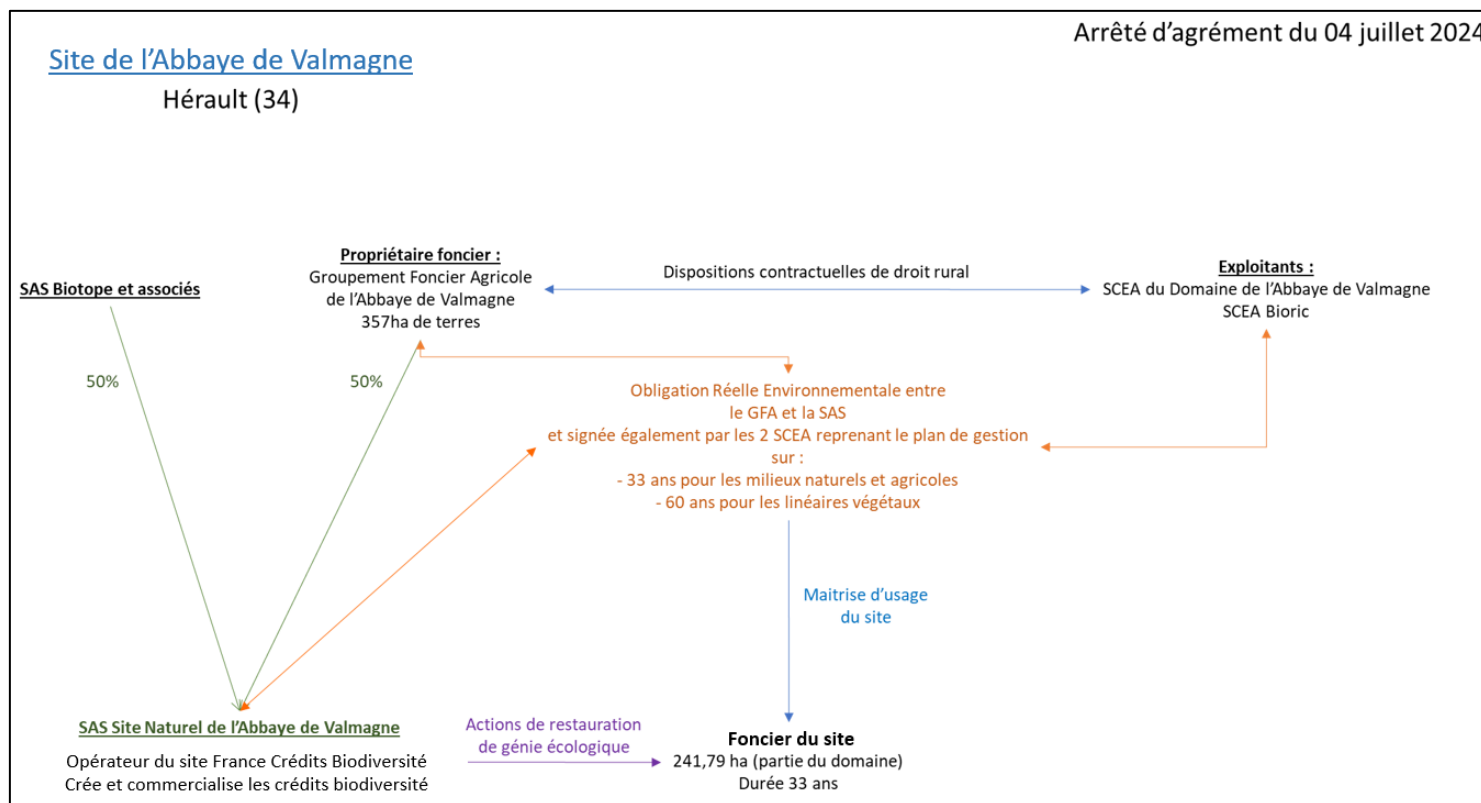 Arrêté d’agrément du 04 juillet 2024
Site de l’Abbaye de Valmagne
Hérault (34)
SAS Biotope et associés
Propriétaire foncier :
Groupement Foncier Agricole
de l’Abbaye de Valmagne
357ha de terres
Dispositions contractuelles de droit rural
Exploitants :
SCEA du Domaine de l’Abbaye de Valmagne
SCEA Bioric
50%
50%
Obligation Réelle Environnementale entre
le GFA et la SAS
et signée également par les 2 SCEA reprenant le plan de gestion
sur :
- 33 ans pour les milieux naturels et agricoles
- 60 ans pour les linéaires végétaux
Maitrise d’usage
du site
SAS Site Naturel de l’Abbaye de Valmagne
Opérateur du site France Crédits Biodiversité
Crée et commercialise les crédits biodiversité
Actions de restauration
de génie écologique
Foncier du site
241,79 ha (partie du domaine)
Durée 33 ans